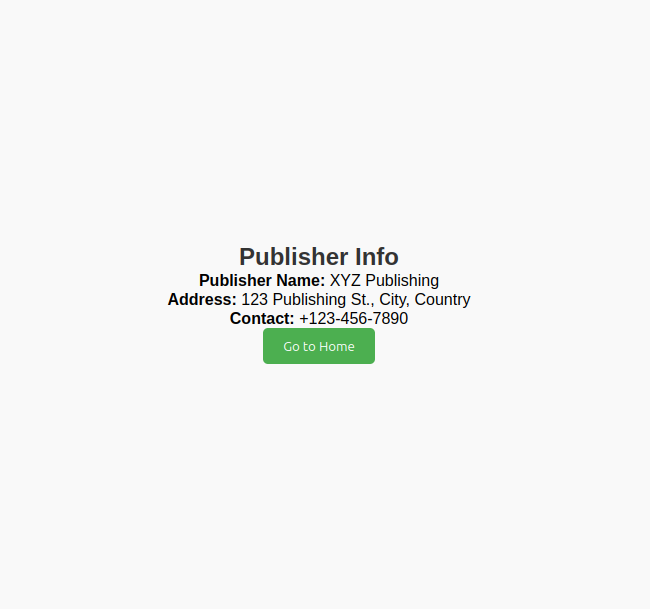 Publisher Info
Publisher Name: XYZ Publishing
Address: 123 Publishing St., City, Country
Contact: +123-456-7890
Go to Home